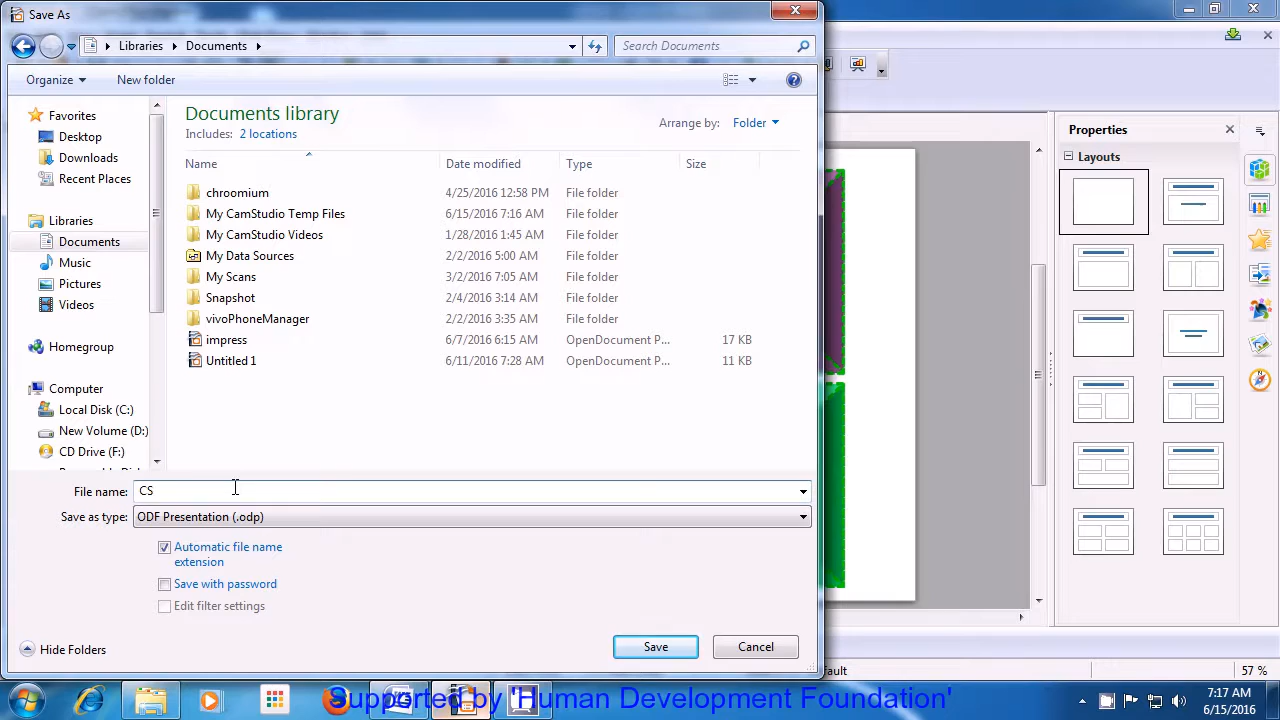 Save As
Libraries Documents
Search Documents
Organize New folder
Favorites
Desktop
Downloads
Recent Places
Libraries
Documents
Music
Pictures
Videos
Homegroup
Computer
Local Disk (C:)
New Volume (D:)
CD Drive (F:)
Documents library
Includes: 2 locations
Arrange by: Folder
Name Date modified Type Size
chroomium 4/25/2016 12:58 PM File folder
My CamStudio Temp Files 6/15/2016 7:16 AM File folder
My CamStudio Videos 1/28/2016 1:45 AM File folder
My Data Sources 2/2/2016 5:00 AM File folder
My Scans 3/2/2016 7:05 AM File folder
Snapshot 2/4/2016 3:14 AM File folder
vivoPhoneManager 2/2/2016 3:35 AM File folder
impress 6/7/2016 6:15 AM OpenDocument P... 17 KB
Untitled 1 6/11/2016 7:28 AM OpenDocument P... 11 KB
File name: CS
Save as type: ODF Presentation (.odp)
Automatic file name
extension
Save with password
Edit filter settings
Hide Folders
Save Cancel
Properties
Layouts
57 %
Supported by 'Human Development Foundation'
7:17 AM
6/15/2016